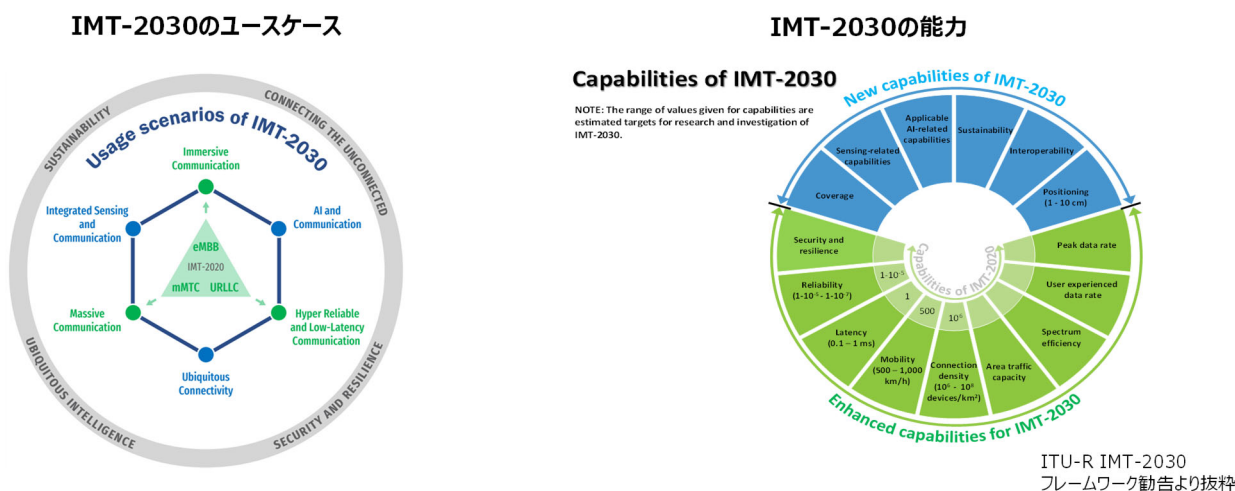 IMT-2030のユースケース
SUSTAINABILITY
CONNECTING THE UNCONNECTED
Usage scenarios of IMT-2030
Immersive
Communication
Integrated Sensing
and
Communication
AI and
Communication
eMBB
IMT-2020
mMTC URLLC
Massive
Communication
Hyper Reliable
and Low-Latency
Communication
Ubiquitous
Connectivity
UBIQUITOUS INTELLIGENCE
SECURITY AND RESILIENCE
IMT-2030の能力
Capabilities of IMT-2030
NOTE: The range of values given for capabilities are
estimated targets for research and investigation of
IMT-2030.
New capabilities of IMT-2030
Coverage
Sensing-related
capabilities
Applicable
AI-related
capabilities
Sustainability
Interoperability
Positioning
(1 - 10 cm)
Security and
resilience
Reliability
(1-10⁻⁵ - 1-10⁻⁷)
Latency
(0.1 – 1 ms)
Mobility
(500 – 1,000
km/h)
Connection
density
(10⁶ - 10⁸
devices/km²)
Area traffic
capacity
Spectrum
efficiency
User experienced
data rate
Peak data rate
1-10⁻⁵
1
500
10⁶
Capabilities of IMT-2020
Enhanced capabilities for IMT-2030
ITU-R IMT-2030
フレームワーク勧告より抜粋